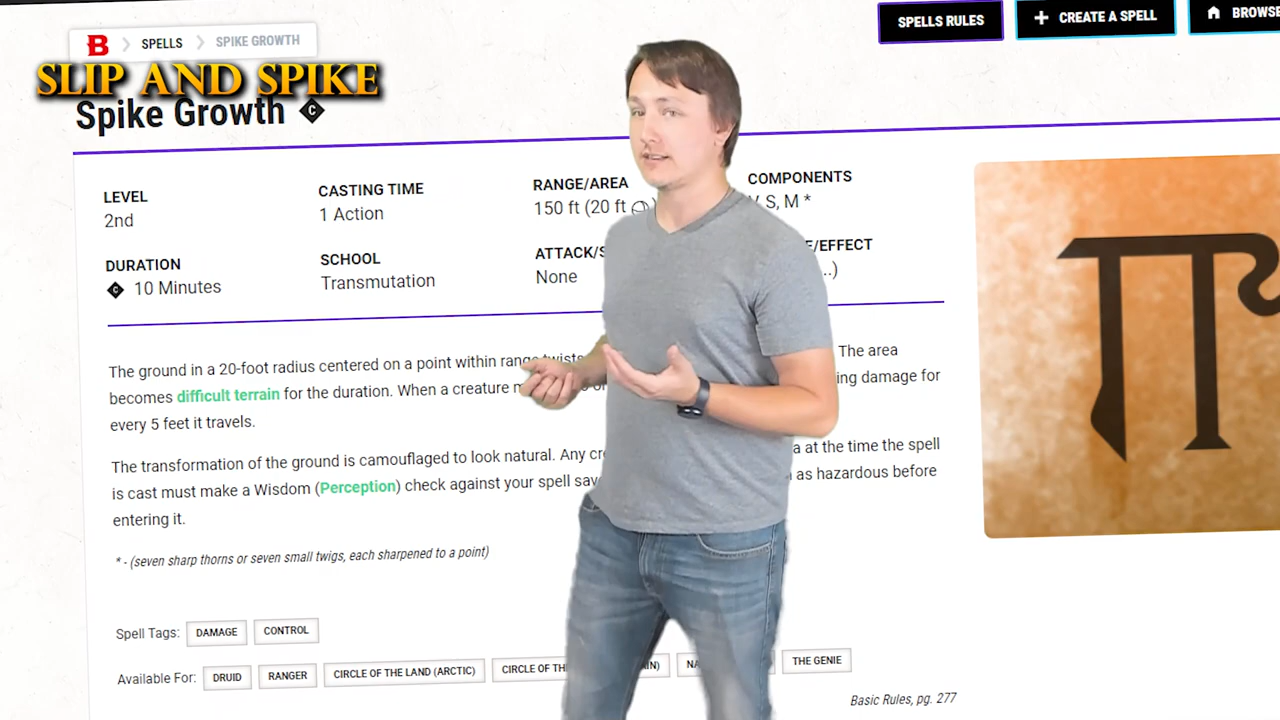 SPELLS RULES
+ CREATE A SPELL
BROWSE
B > SPELLS > SPIKE GROWTH
SLIP AND SPIKE
Spike Growth C
LEVEL
2nd
CASTING TIME
1 Action
RANGE/AREA
150 ft (20 ft
COMPONENTS
S, M *
DURATION
C 10 Minutes
SCHOOL
Transmutation
ATTACK/S
None
E/EFFECT
...)
The ground in a 20-foot radius centered on a point within range twists The area
becomes difficult terrain for the duration. When a creature damage for
every 5 feet it travels.
The transformation of the ground is camouflaged to look natural. Any a at the time the spell
is cast must make a Wisdom (Perception) check against your spell as hazardous before
entering it.
* - (seven sharp thorns or seven small twigs, each sharpened to a point)
Spell Tags: DAMAGE CONTROL
Available For: DRUID RANGER CIRCLE OF THE LAND (ARCTIC) CIRCLE OF THE GENIE
Basic Rules, pg. 277